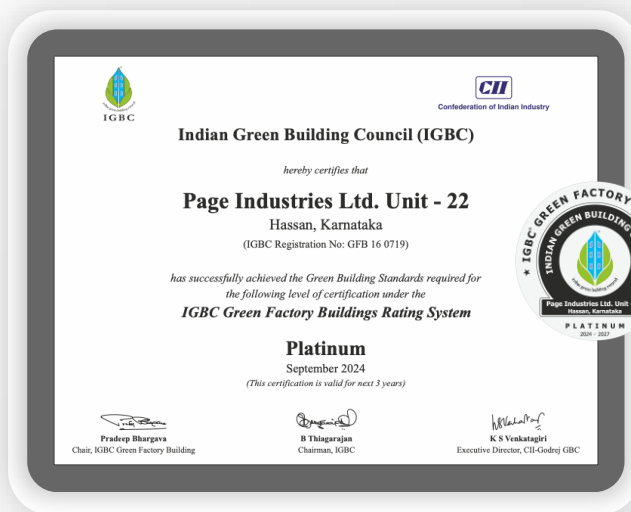 IGBC
CII
Confederation of Indian Industry
Indian Green Building Council (IGBC)
hereby certifies that
Page Industries Ltd. Unit - 22
Hassan, Karnataka
(IGBC Registration No: GFB 16 0719)
has successfully achieved the Green Building Standards required for
the following level of certification under the
IGBC Green Factory Buildings Rating System
Platinum
September 2024
(This certification is valid for next 3 years)
Pradeep Bhargava
Chair, IGBC Green Factory Building
B Thiagarajan
Chairman, IGBC
K S Venkatagiri
Executive Director, CII-Godrej GBC
★ IGBC GREEN FACTORY
INDIAN GREEN BUILDING
Page Industries Ltd. Unit
Hassan, Karnataka
PLATINUM
2024 - 2027